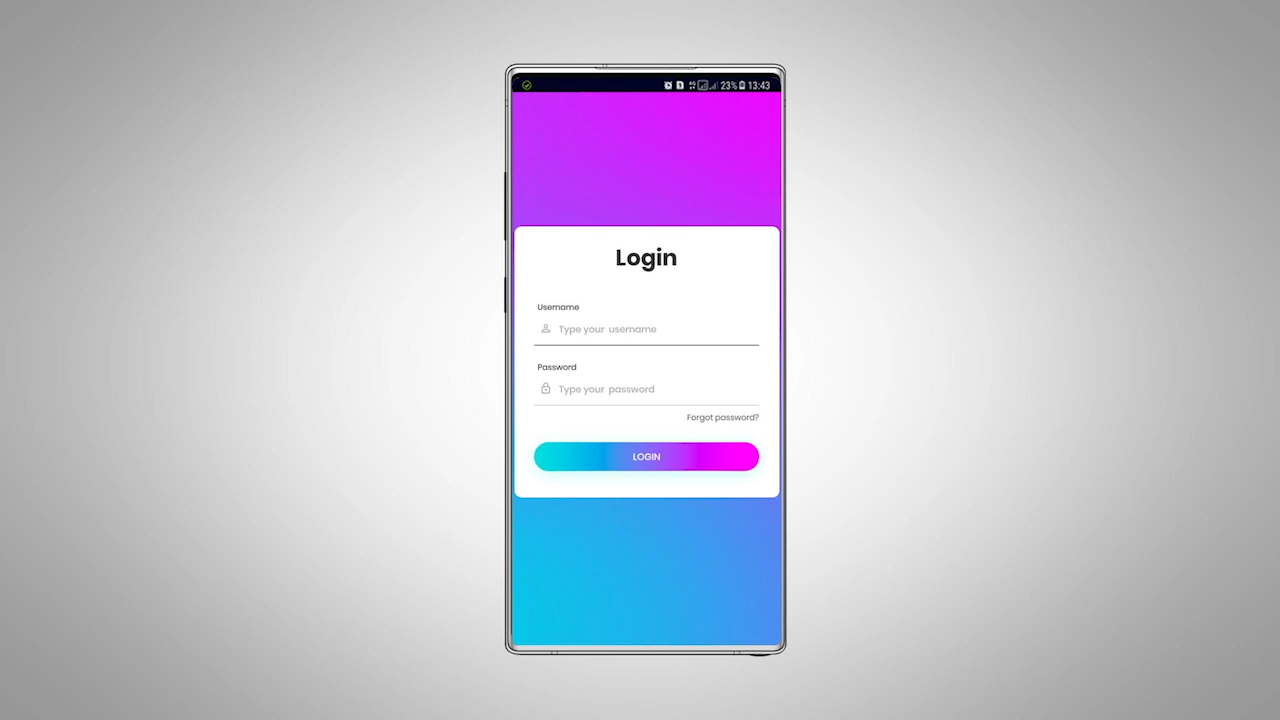 23% 13:43
Login
Username
Type your username
Password
Type your password
Forgot password?
LOGIN